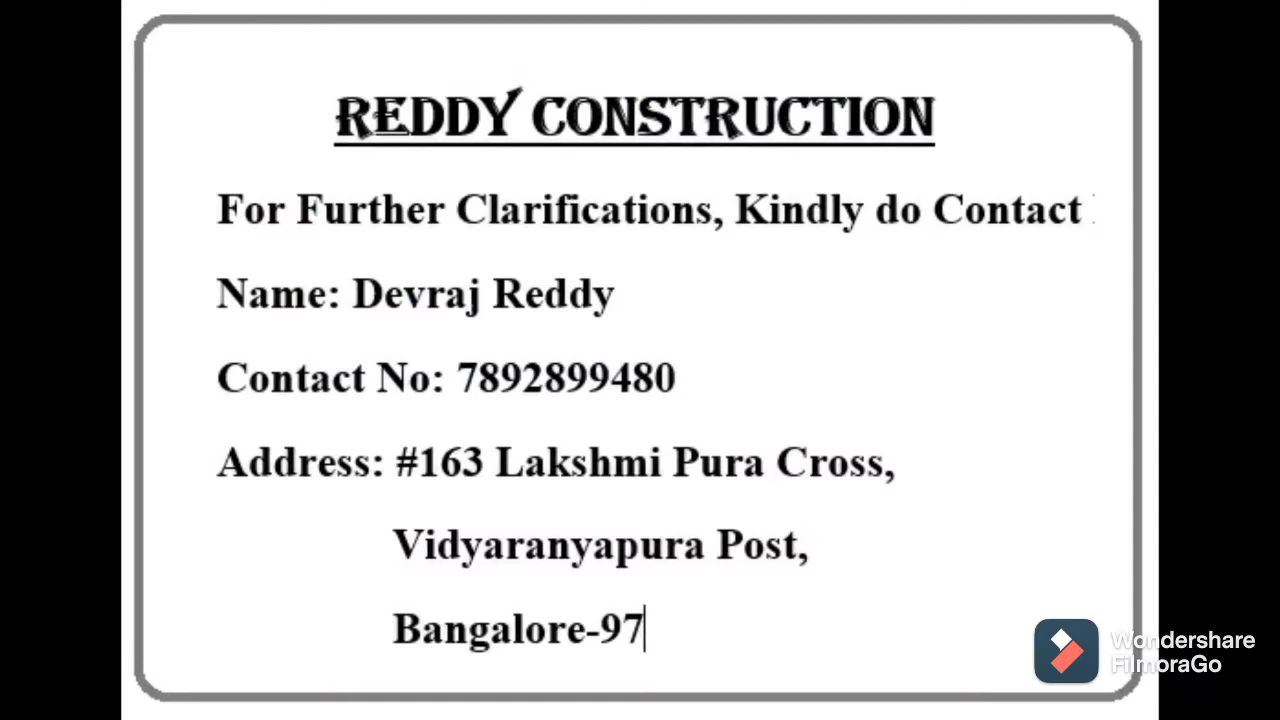 REDDY CONSTRUCTION
For Further Clarifications, Kindly do Contact
Name: Devraj Reddy
Contact No: 7892899480
Address: #163 Lakshmi Pura Cross,
Vidyaranyapura Post,
Bangalore-97
Wondershare
FilmoraGo